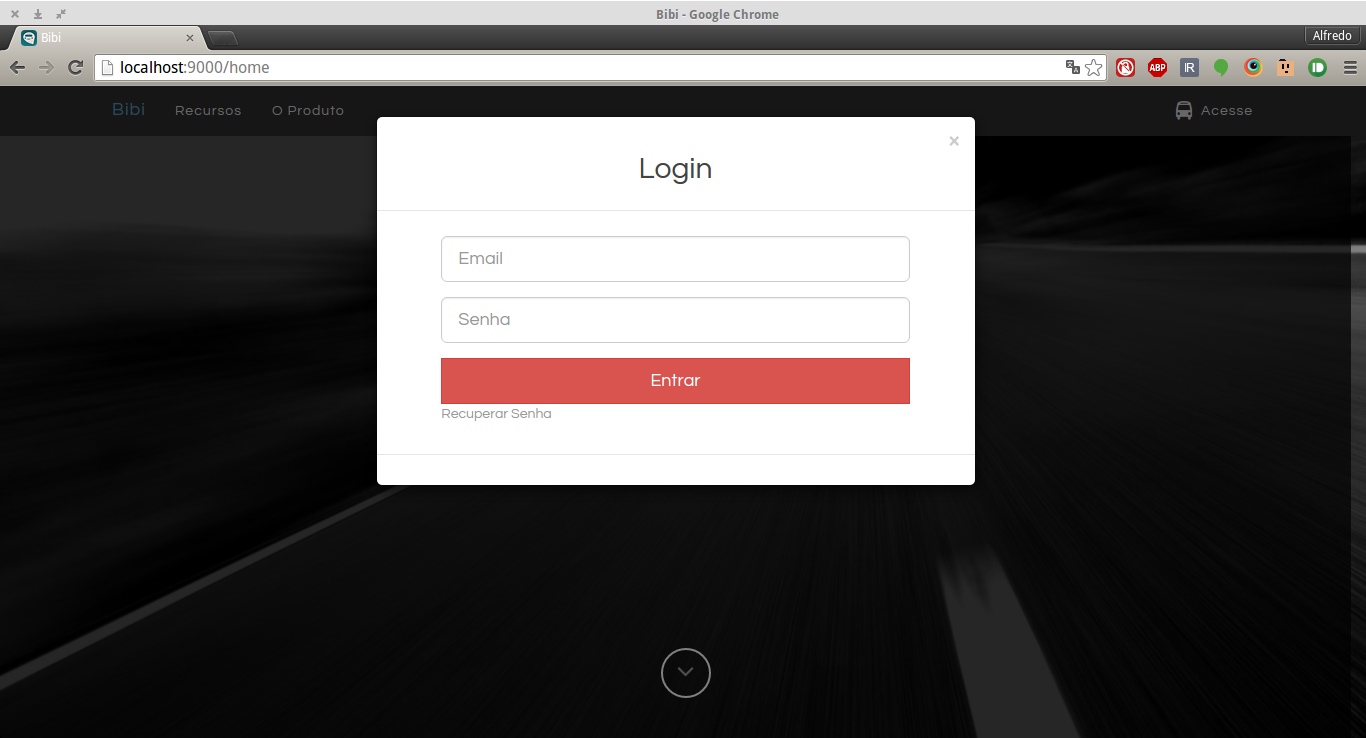 Bibi - Google Chrome
Bibi
Alfredo
localhost:9000/home
ABP
IR
Bibi Recursos O Produto Acesse
×
Login
Email
Senha
Entrar
Recuperar Senha